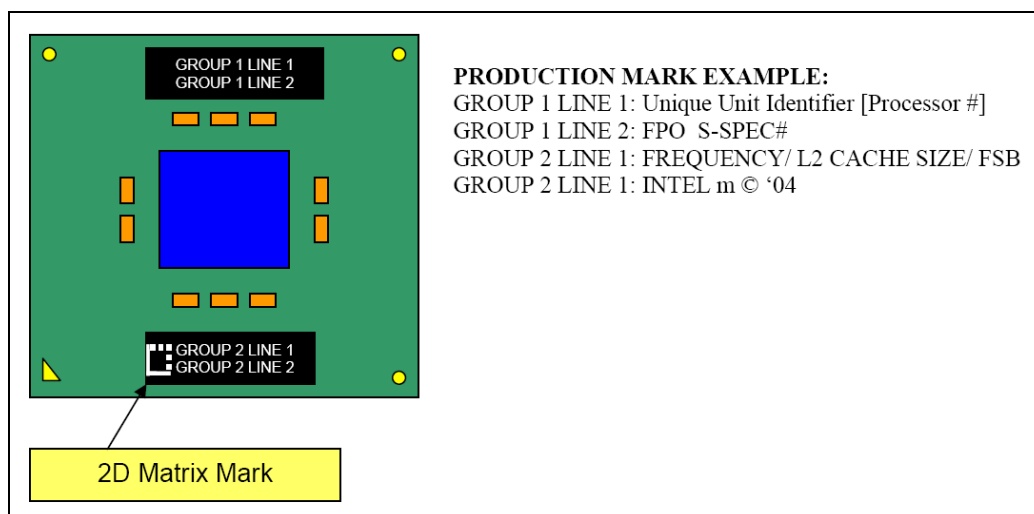 GROUP 1 LINE 1
GROUP 1 LINE 2
GROUP 2 LINE 1
GROUP 2 LINE 2
2D Matrix Mark
PRODUCTION MARK EXAMPLE:
GROUP 1 LINE 1: Unique Unit Identifier [Processor #]
GROUP 1 LINE 2: FPO S-SPEC#
GROUP 2 LINE 1: FREQUENCY/ L2 CACHE SIZE/ FSB
GROUP 2 LINE 1: INTEL m © ‘04